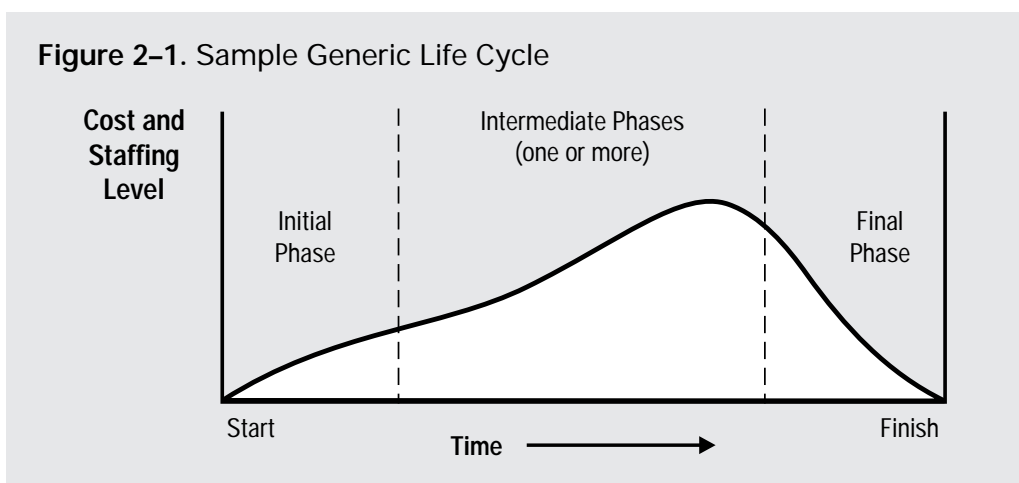 Figure 2–1. Sample Generic Life Cycle
Cost and
Staffing
Level
Initial
Phase
Intermediate Phases
(one or more)
Final
Phase
Start
Finish
Time